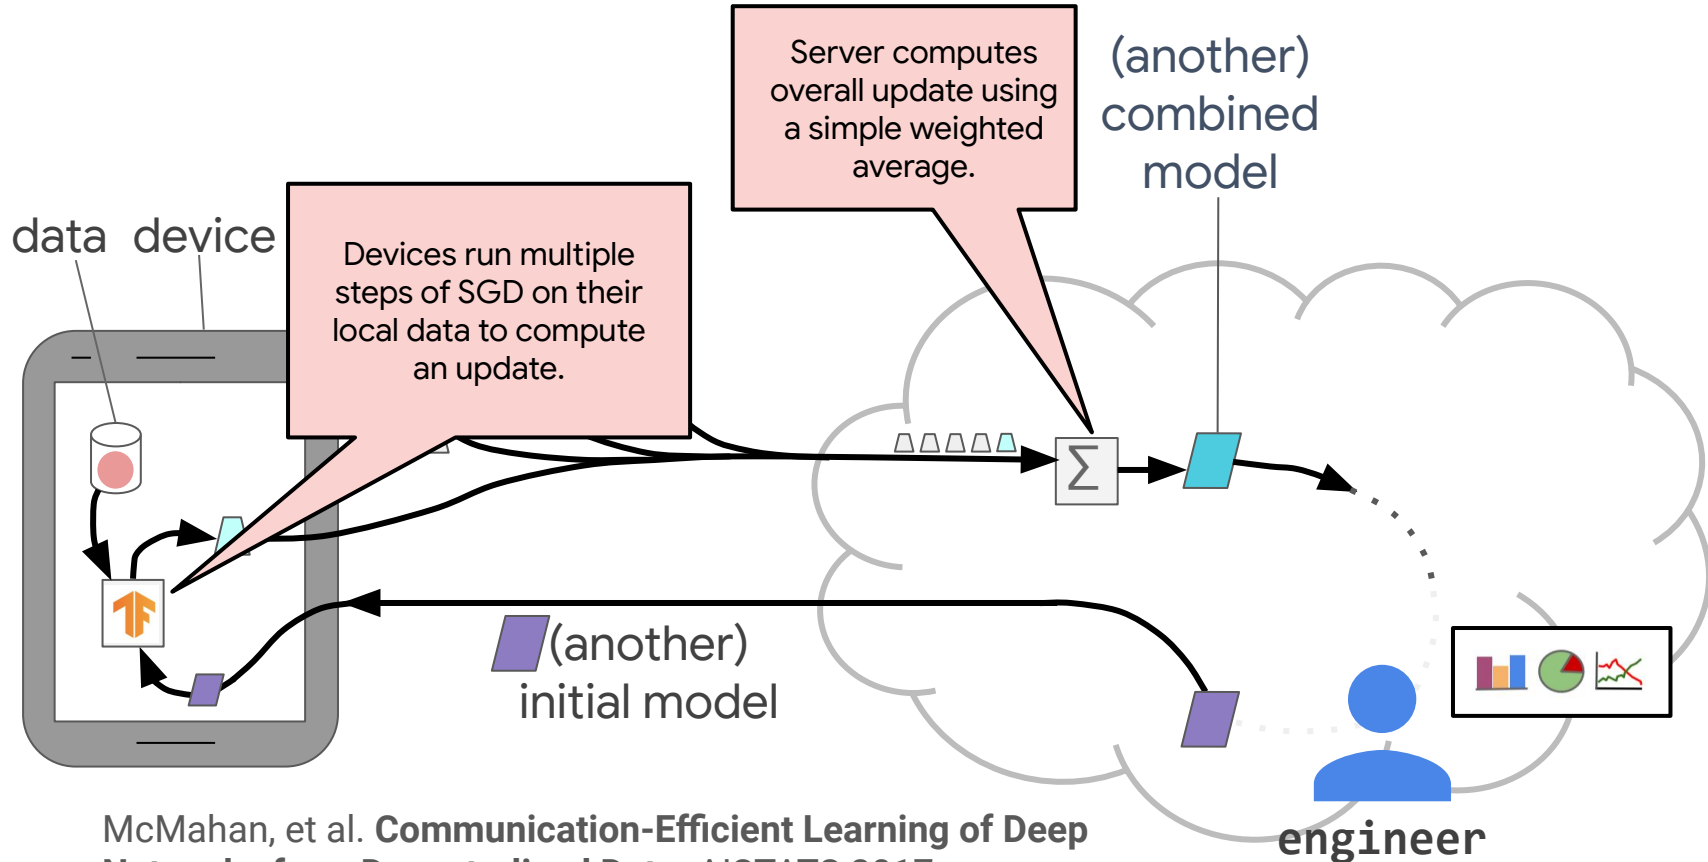 Server computes
overall update using
a simple weighted
average.
(another)
combined
model
data device
Devices run multiple
steps of SGD on their
local data to compute
an update.
Σ
(another)
initial model
McMahan, et al. Communication-Efficient Learning of Deep
engineer